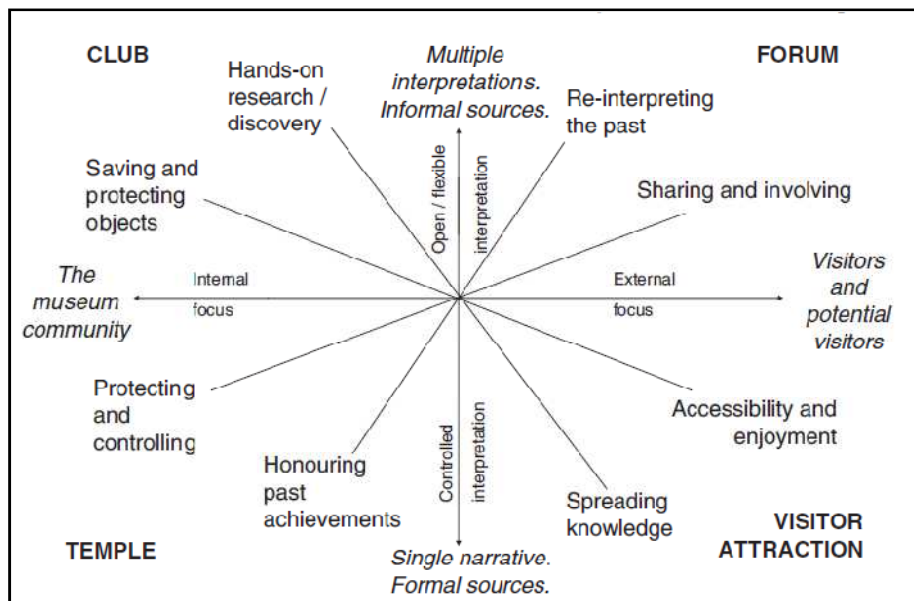 CLUB
Multiple
interpretations.
Informal sources.
FORUM
Hands-on
research /
discovery
Re-interpreting
the past
Saving and
protecting
objects
Open / flexible
interpretation
Sharing and involving
The
museum
community
Internal
focus
External
focus
Visitors
and
potential
visitors
Protecting
and
controlling
Controlled
interpretation
Accessibility and
enjoyment
Honouring
past
achievements
Spreading
knowledge
TEMPLE
Single narrative.
Formal sources.
VISITOR
ATTRACTION